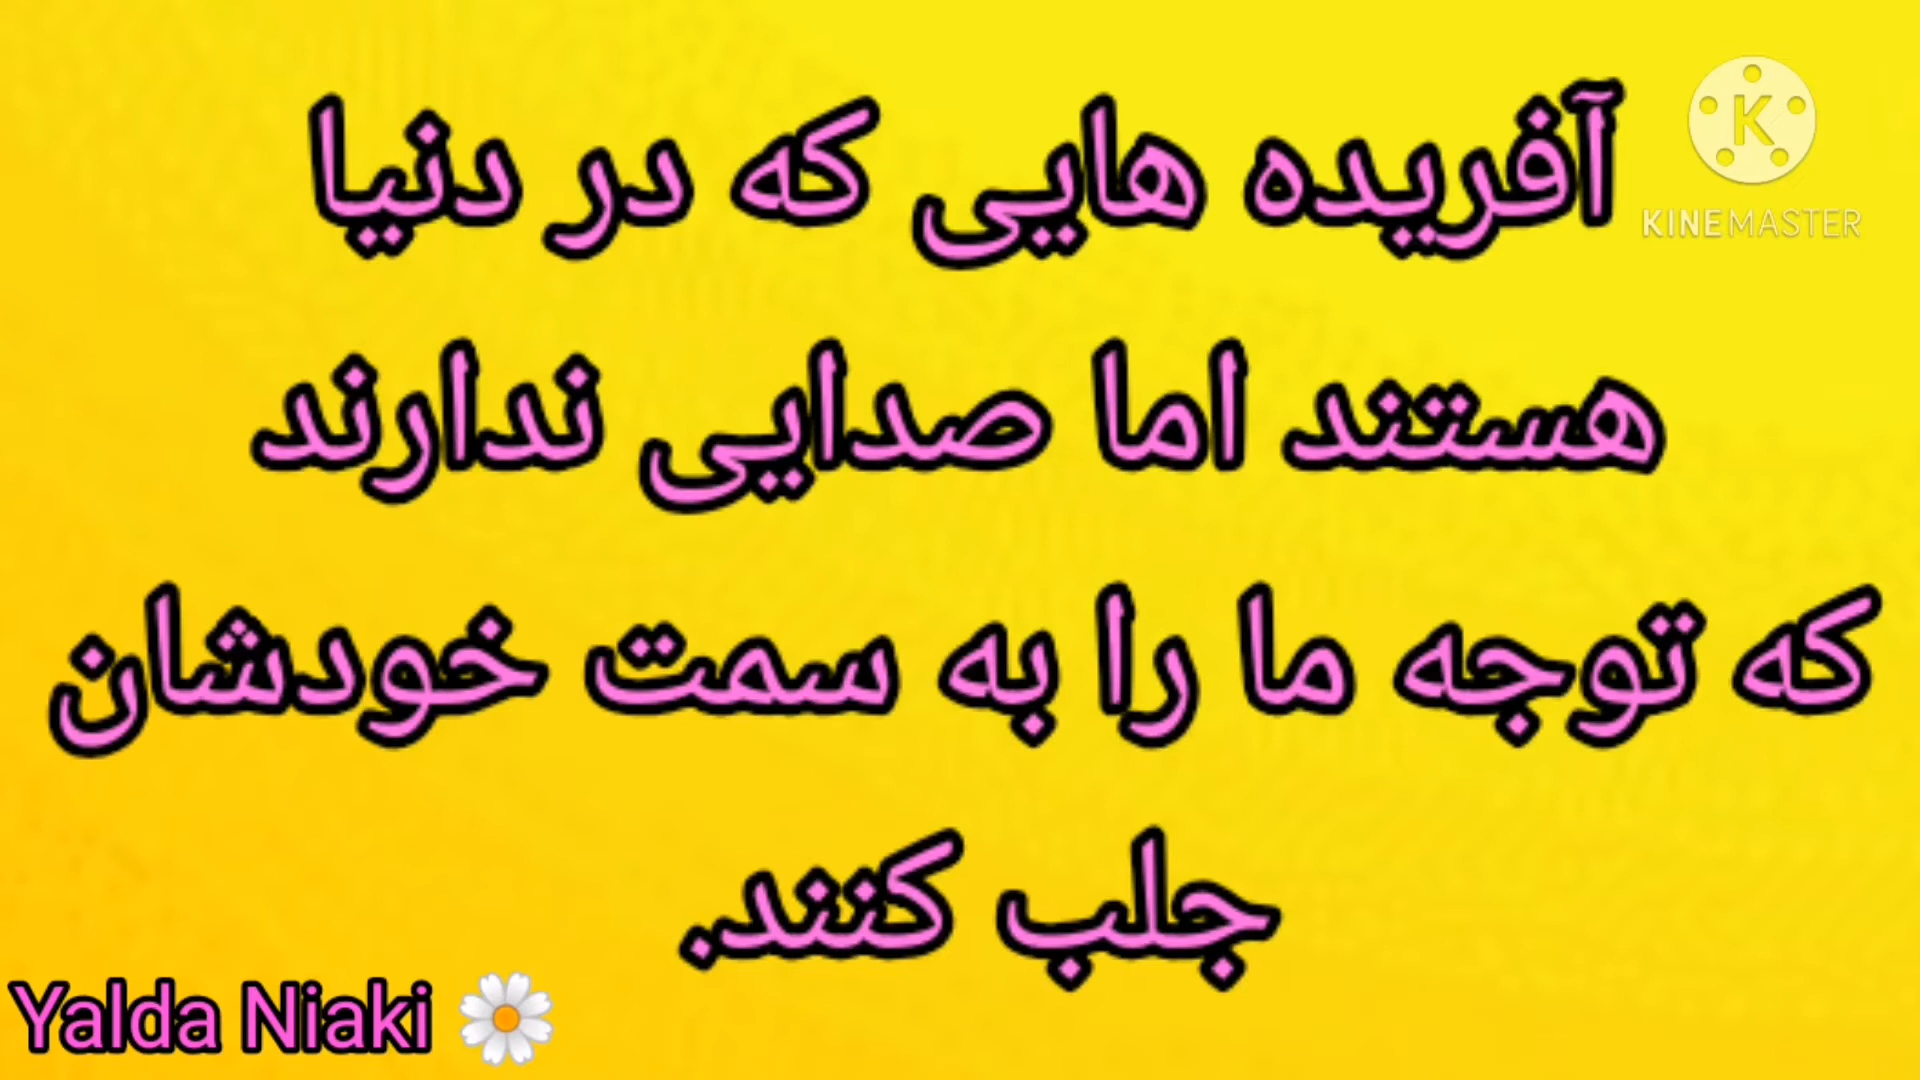 آفریده هایی که در دنیا
هستند اما صدایی ندارند
که توجه ما را به سمت خودشان
جلب کنند.
KINEMASTER
Yalda Niaki